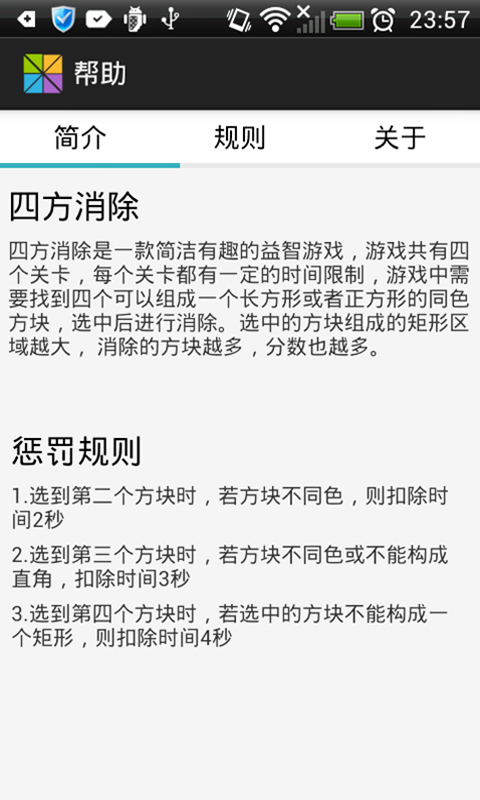 23:57
帮助
简介 规则 关于
四方消除
四方消除是一款简洁有趣的益智游戏，游戏共有四
个关卡，每个关卡都有一定的时间限制，游戏中需
要找到四个可以组成一个长方形或者正方形的同色
方块，选中后进行消除。选中的方块组成的矩形区
域越大， 消除的方块越多，分数也越多。
惩罚规则
1.选到第二个方块时，若方块不同色，则扣除时
间2秒
2.选到第三个方块时，若方块不同色或不能构成
直角，扣除时间3秒
3.选到第四个方块时，若选中的方块不能构成一
个矩形，则扣除时间4秒